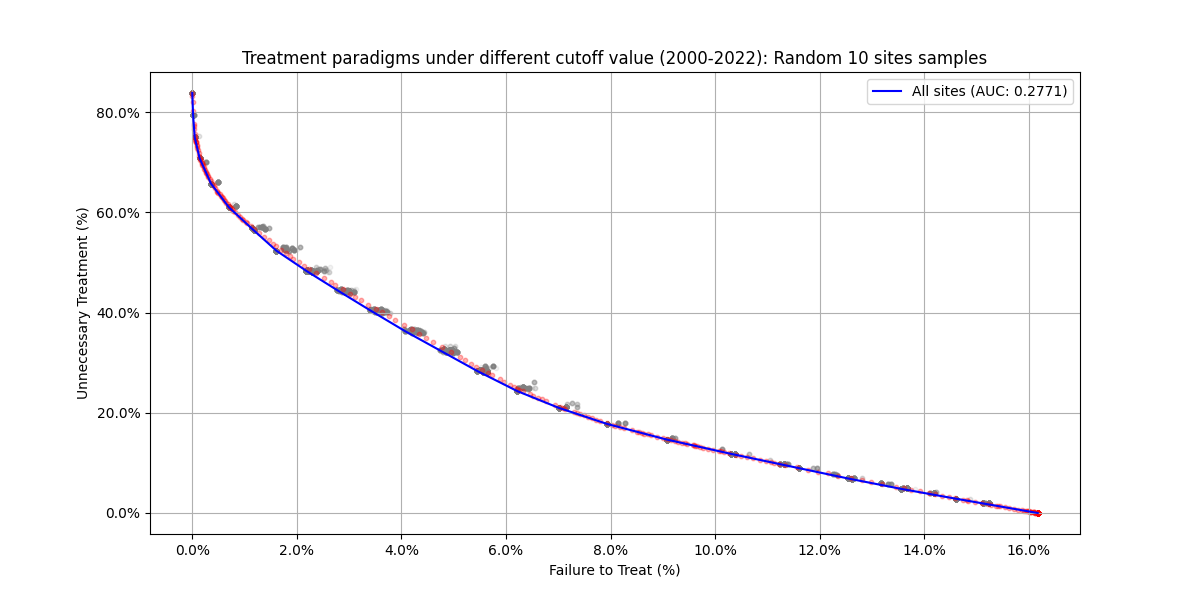 Treatment paradigms under different cutoff value (2000-2022): Random 10 sites samples
All sites (AUC: 0.2771)
Unnecessary Treatment (%)
80.0%
60.0%
40.0%
20.0%
0.0%
0.0% 2.0% 4.0% 6.0% 8.0% 10.0% 12.0% 14.0% 16.0%
Failure to Treat (%)